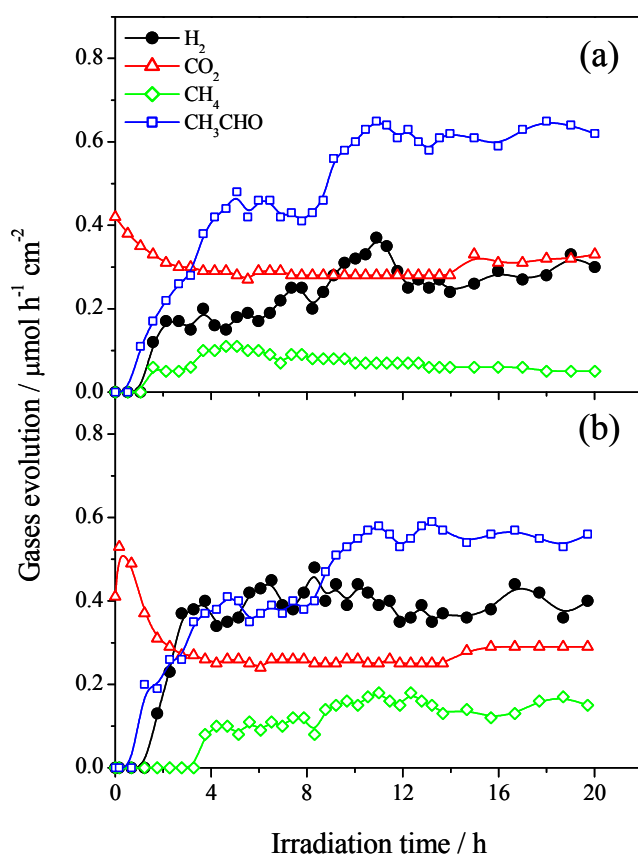 (a)
H₂
CO₂
CH₄
CH₃CHO
0.8
0.6
0.4
0.2
0.0
(b)
0.8
0.6
0.4
0.2
0.0
0 4 8 12 16 20
Gases evolution / μmol h⁻¹ cm⁻²
Irradiation time / h